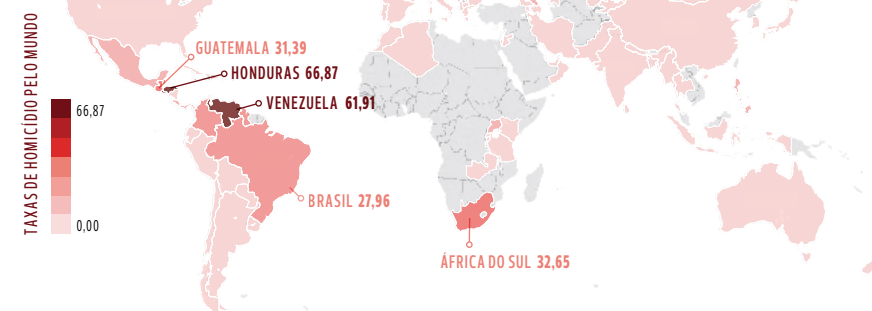 TAXAS DE HOMICÍDIO PELO MUNDO
66,87
0,00
GUATEMALA 31,39
HONDURAS 66,87
VENEZUELA 61,91
BRASIL 27,96
ÁFRICA DO SUL 32,65